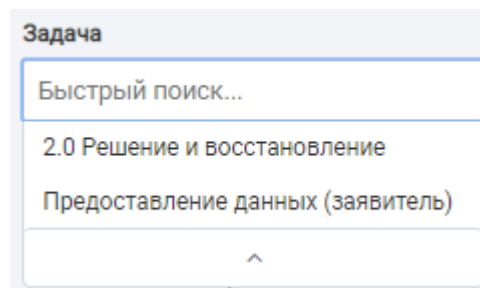 Задача
Быстрый поиск...
2.0 Решение и восстановление
Предоставление данных (заявитель)